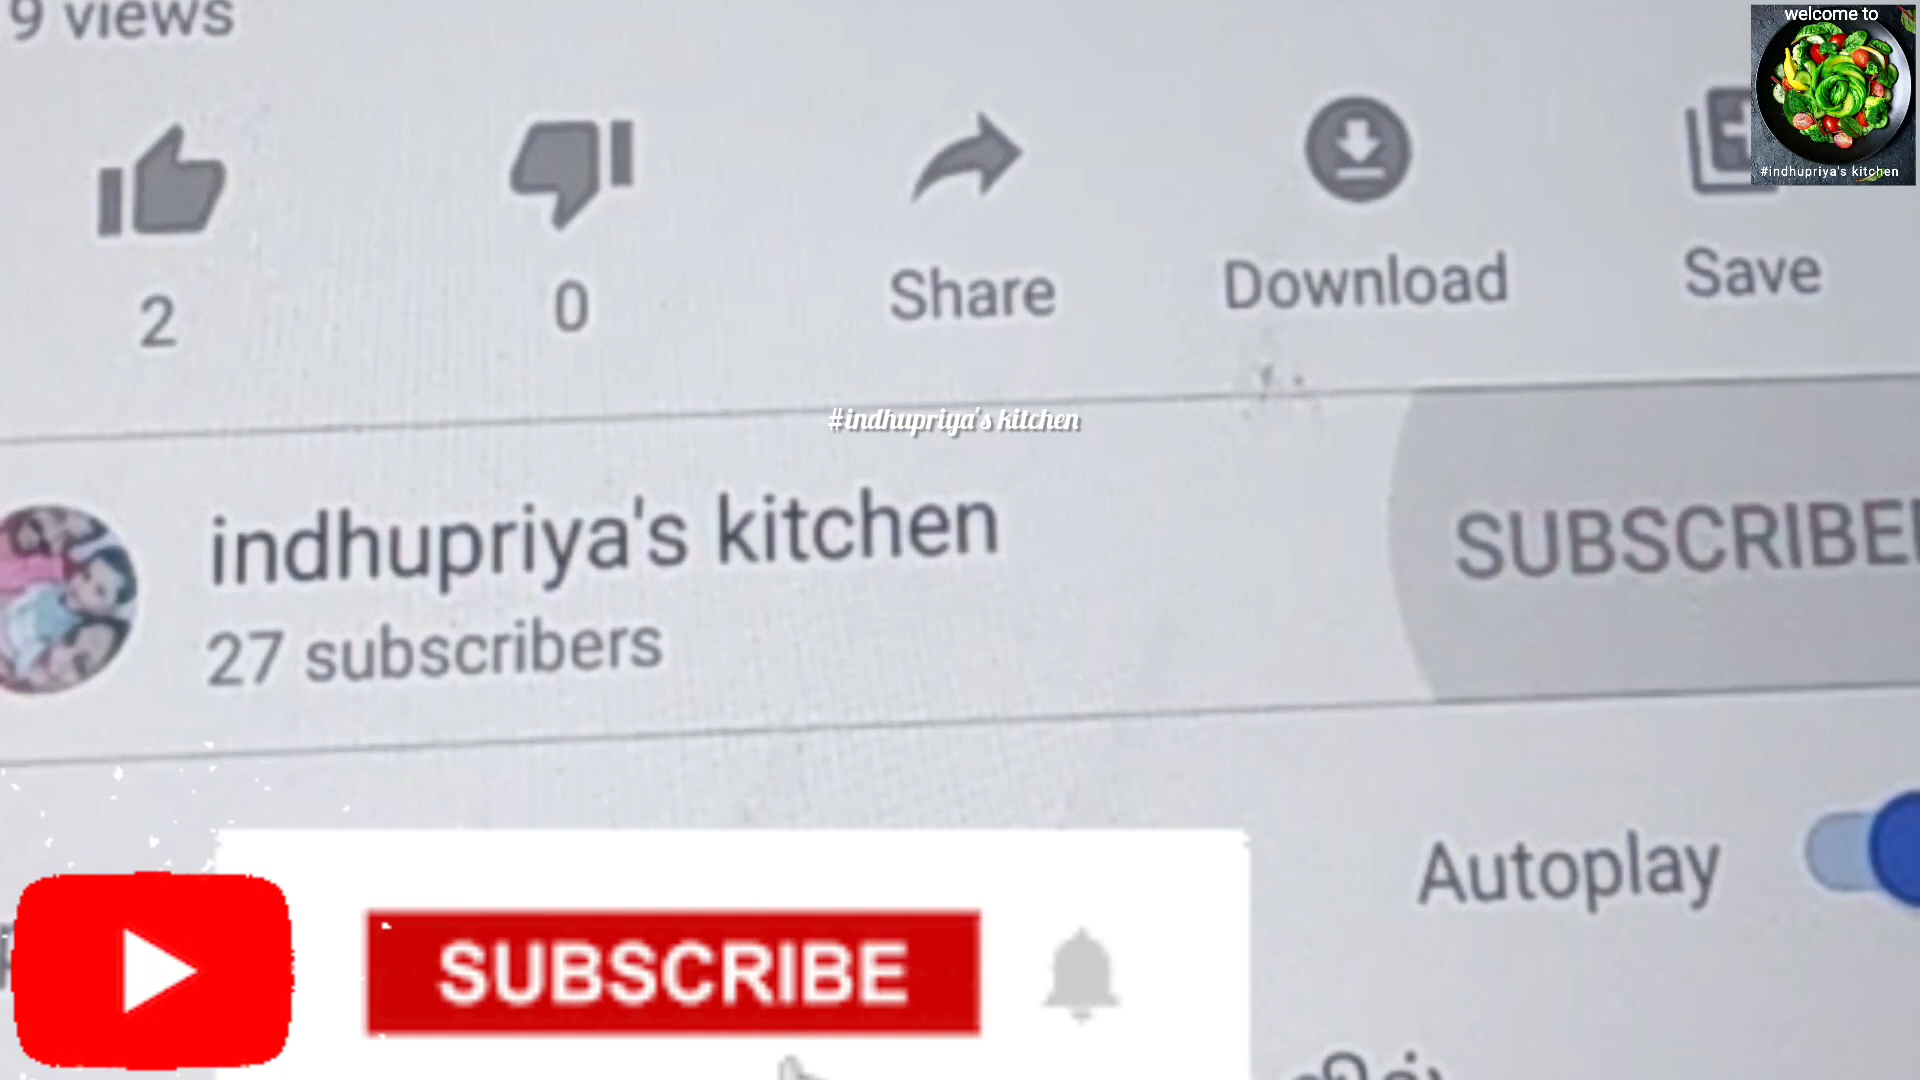 9 views
welcome to
#indhupriya's kitchen
2
0
Share
Download
Save
#indhupriya's kitchen
indhupriya's kitchen
27 subscribers
SUBSCRIBE
Autoplay
SUBSCRIBE